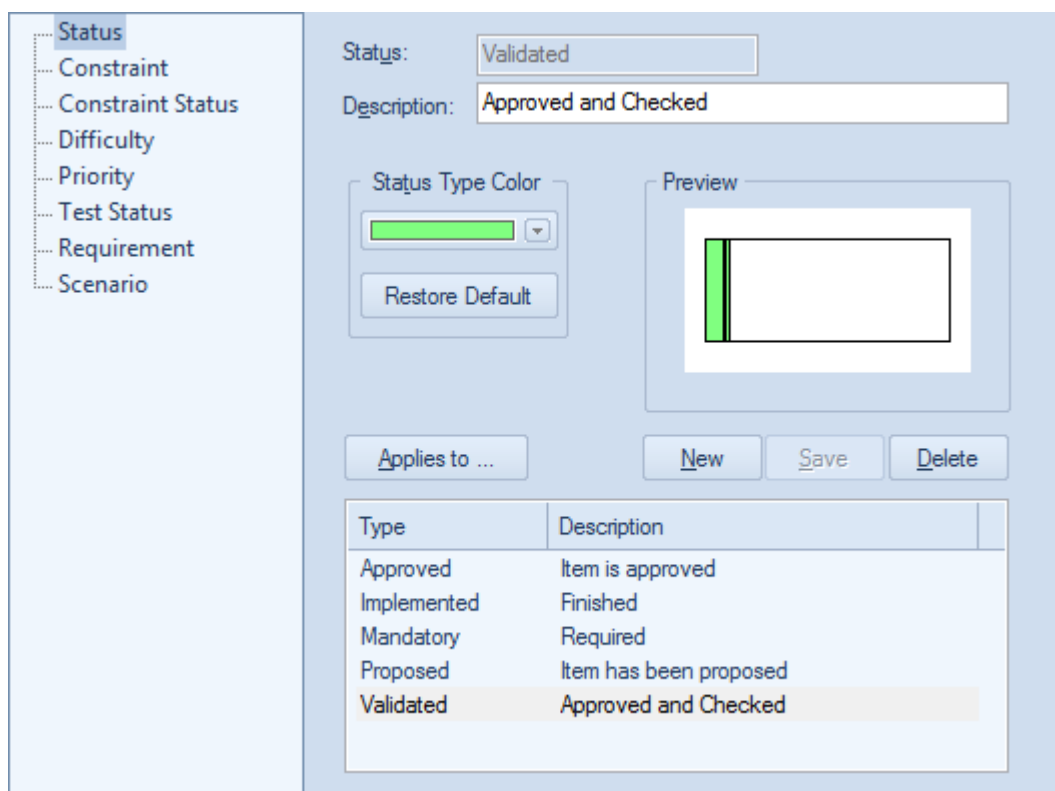 Status
Constraint
Constraint Status
Difficulty
Priority
Test Status
Requirement
Scenario
Status: Validated
Description: Approved and Checked
Status Type Color
Restore Default
Preview
Applies to ...
New Save Delete
Type Description
Approved Item is approved
Implemented Finished
Mandatory Required
Proposed Item has been proposed
Validated Approved and Checked